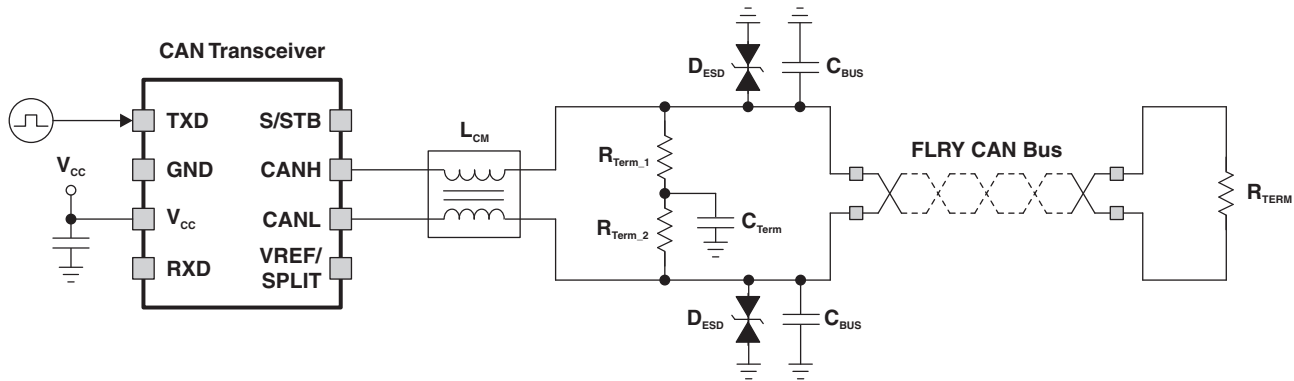 CAN Transceiver
TXD
S/STB
GND
CANH
V_CC
V_CC
CANL
RXD
VREF/
SPLIT
L_CM
D_ESD
C_BUS
R_Term_1
R_Term_2
C_Term
D_ESD
C_BUS
FLRY CAN Bus
R_TERM